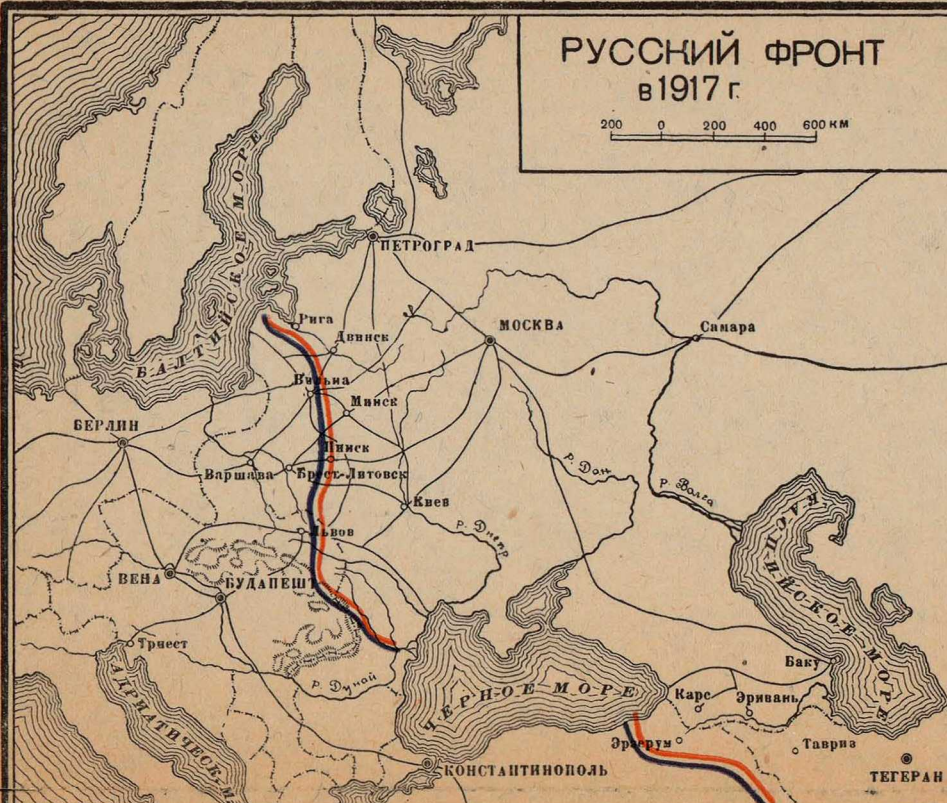 РУССКИЙ ФРОНТ
в 1917 г.
200 0 200 400 600 КМ
БАЛТИЙСКОЕ МОРЕ
ПЕТРОГРАД
Рига
Двинск
МОСКВА
Самара
Вильна
Минск
БЕРЛИН
Пинск
Варшава
Брест-Литовск
р. Дон
р. Волга
Киев
р. Днепр
Львов
КАСПИЙСКОЕ МОРЕ
ВЕНА
БУДАПЕШТ
Триест
р. Дунай
АДРИАТИЧЕСК. М.
ЧЕРНОЕ МОРЕ
Баку
Карс
Эривань
Эрзерум
Тавриз
КОНСТАНТИНОПОЛЬ
ТЕГЕРАН